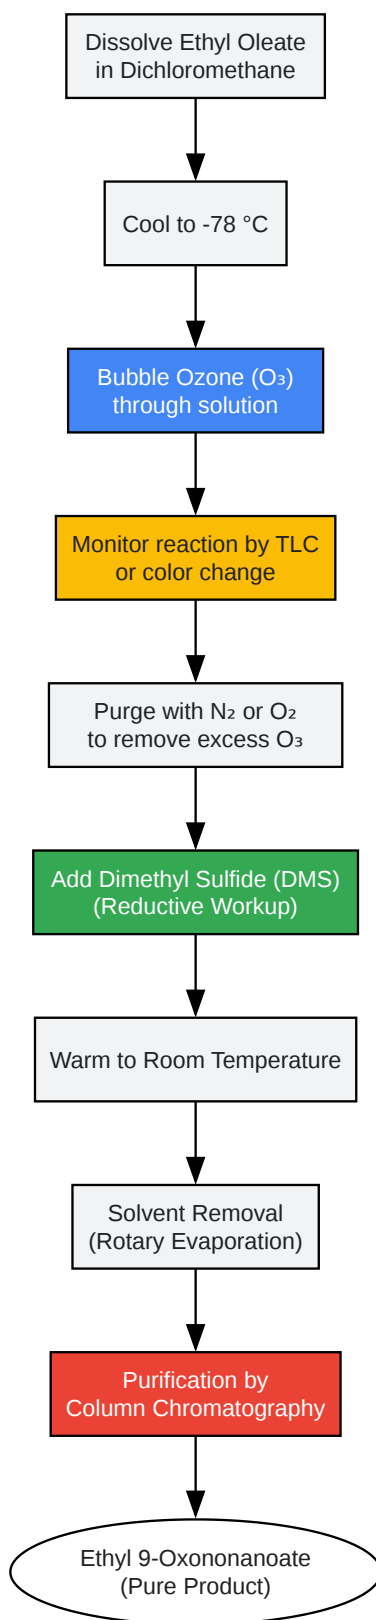 Dissolve Ethyl Oleate
in Dichloromethane
Cool to -78 °C
Bubble Ozone (O₃)
through solution
Monitor reaction by TLC
or color change
Purge with N₂ or O₂
to remove excess O₃
Add Dimethyl Sulfide (DMS)
(Reductive Workup)
Warm to Room Temperature
Solvent Removal
(Rotary Evaporation)
Purification by
Column Chromatography
Ethyl 9-Oxononanoate
(Pure Product)